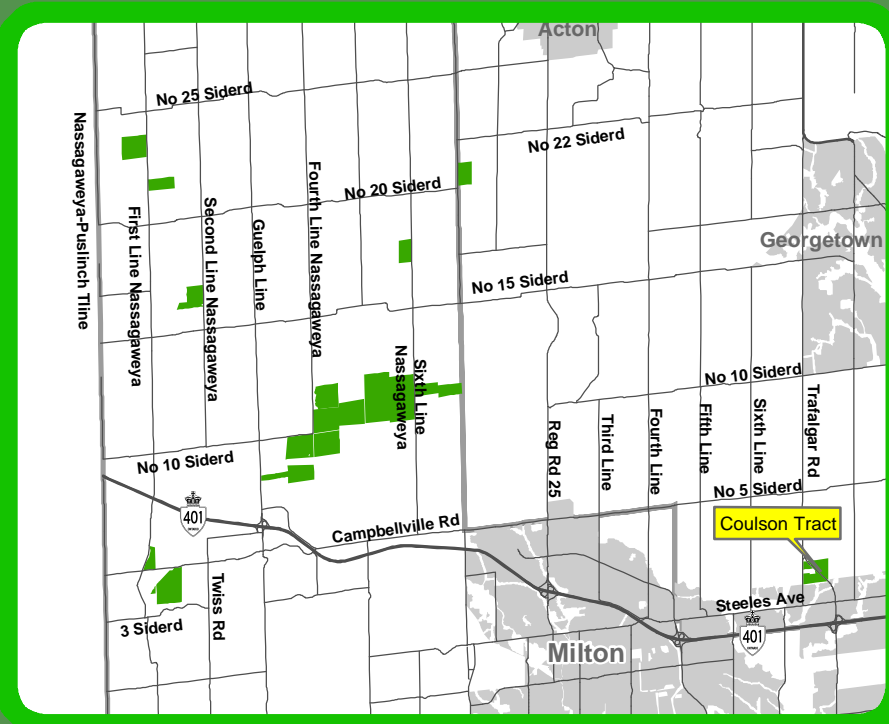 Acton
No 25 Siderd
No 22 Siderd
No 20 Siderd
Nassagaweya-Puslinch Tline
First Line Nassagaweya
Second Line Nassagaweya
Guelph Line
Fourth Line Nassagaweya
Georgetown
No 15 Siderd
Sixth Line
Nassagaweya
No 10 Siderd
Trafalgar Rd
Reg Rd 25
Third Line
Fourth Line
Fifth Line
Sixth Line
No 10 Siderd
No 5 Siderd
401
ONTARIO
Campbellville Rd
Coulson Tract
Twiss Rd
Steeles Ave
3 Siderd
401
ONTARIO
Milton